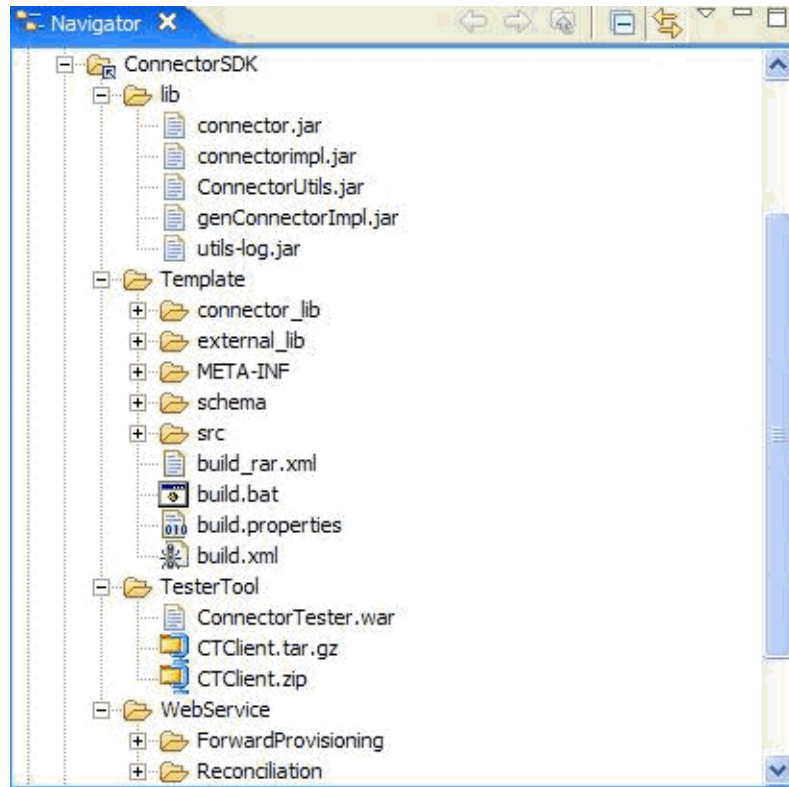 Navigator
ConnectorSDK
lib
connector.jar
connectorimpl.jar
ConnectorUtils.jar
genConnectorImpl.jar
utils-log.jar
Template
connector_lib
external_lib
META-INF
schema
src
build_rar.xml
build.bat
010 build.properties
build.xml
TesterTool
ConnectorTester.war
CTClient.tar.gz
CTClient.zip
WebService
ForwardProvisioning
Reconciliation